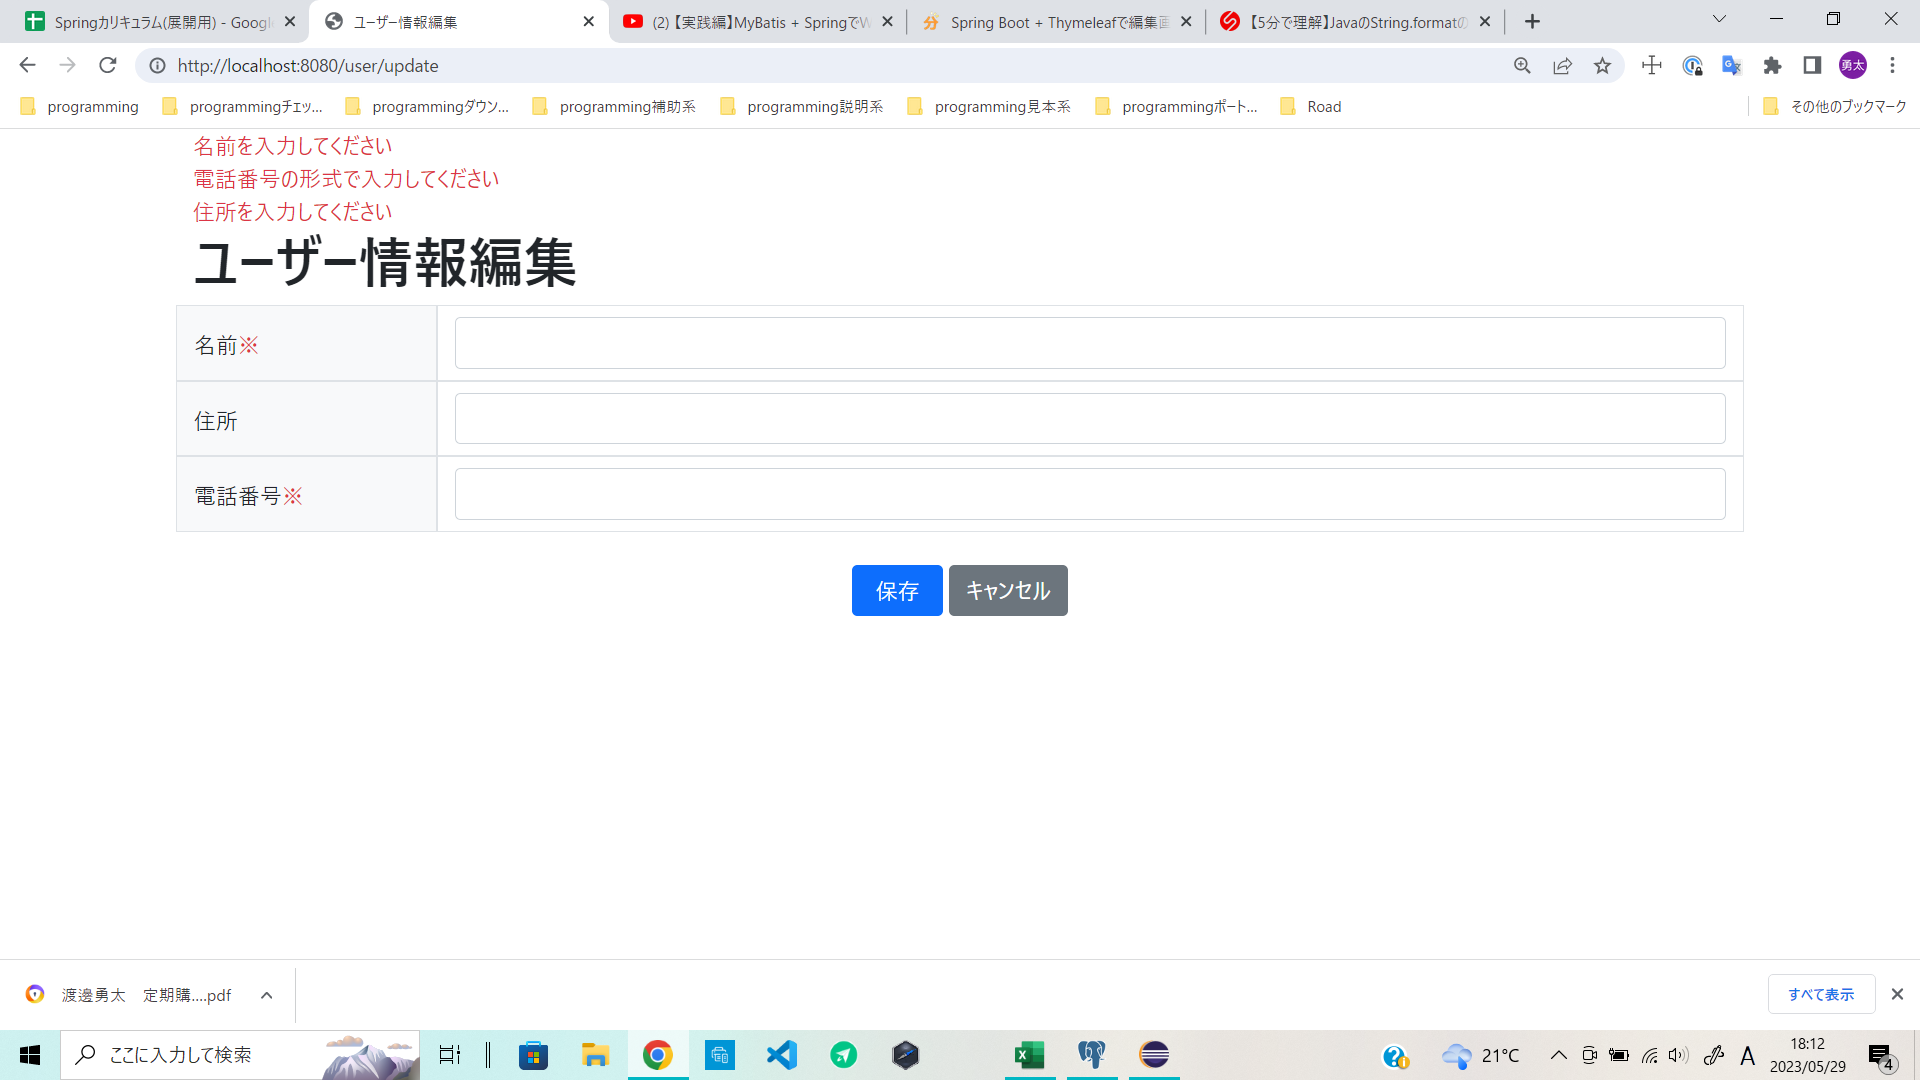 Springカリキュラム(展開用) - Googl
ユーザー情報編集
(2) 【実践編】MyBatis + SpringでW
Spring Boot + Thymeleafで編集画
【5分で理解】JavaのString.formatの
http://localhost:8080/user/update
勇太
programming
programmingチェッ...
programmingダウン...
programming補助系
programming説明系
programming見本系
programmingポート...
Road
その他のブックマーク
名前を入力してください
電話番号の形式で入力してください
住所を入力してください
ユーザー情報編集
名前※
住所
電話番号※
保存 キャンセル
渡邊勇太 定期購....pdf
すべて表示
ここに入力して検索
21°C
A
18:12
2023/05/29
4